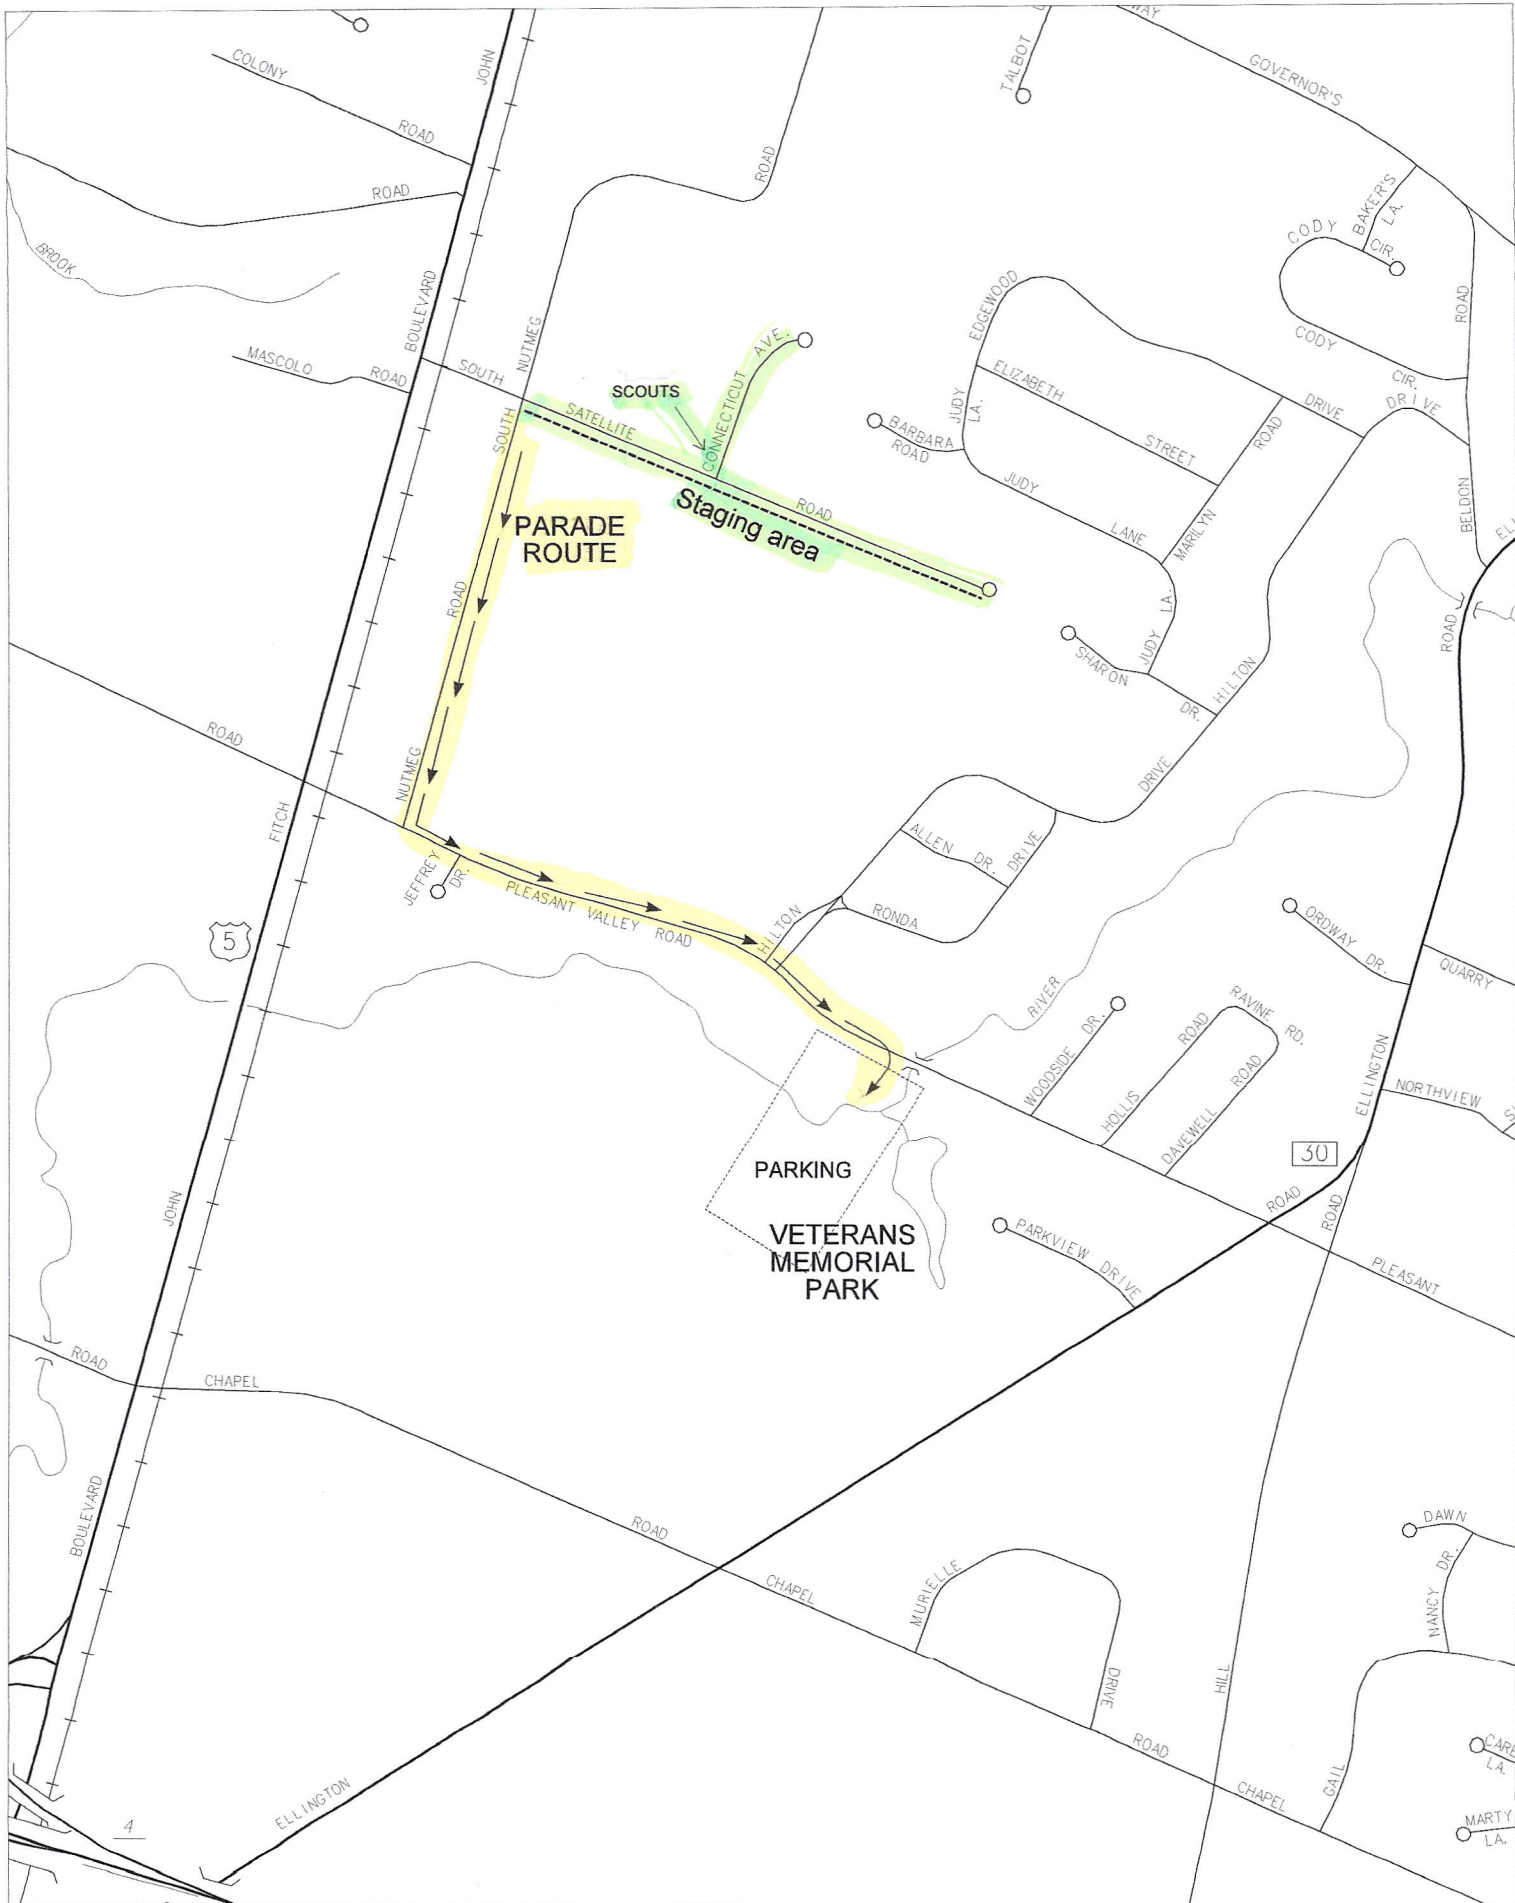 COLONY
ROAD
JOHN
TALBOT
WAY
GOVERNOR'S
ROAD
ROAD
BROOK
BOULEVARD
BAKER'S
LA.
CODY
CIR.
CODY
CIR.
ROAD
MASCOLO
ROAD
SOUTH
NUTMEG
SCOUTS
CONNECTICUT
AVE.
EDGEWOOD
ELIZABETH
STREET
DRIVE
DRIVE
ROAD
JUDY
LA.
BARBARA
ROAD
SOUTH
SATELLITE
ROAD
Staging area
PARADE
ROUTE
JUDY
LANE
MARILYN
BELDON
ROAD
ROAD
JUDY
LA.
SHARON
DR.
HILTON
DRIVE
ROAD
NUTMEG
FITCH
5
JEFFREY
DR.
PLEASANT VALLEY ROAD
HILTON
ALLEN
DR.
DRIVE
RONDA
ORDWAY
DR.
QUARRY
RIVER
WOODSIDE
DR.
HOLLIS
ROAD
RAVINE
RD.
DAVEWELL
ROAD
ELLINGTON
NORTHVIEW
30
PARKING
VETERANS
MEMORIAL
PARK
PARKVIEW
DRIVE
ROAD
ROAD
PLEASANT
JOHN
ROAD
CHAPEL
BOULEVARD
ROAD
CHAPEL
MURIELLE
DRIVE
DAWN
NANCY
DR.
HILL
ROAD
CHAPEL
GAIL
LA.
MARTY
LA.
ELLINGTON
4